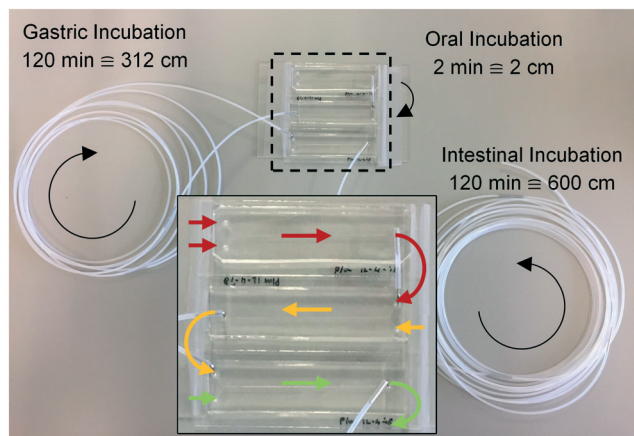 Gastric Incubation
120 min ≅ 312 cm
Oral Incubation
2 min ≅ 2 cm
Intestinal Incubation
120 min ≅ 600 cm